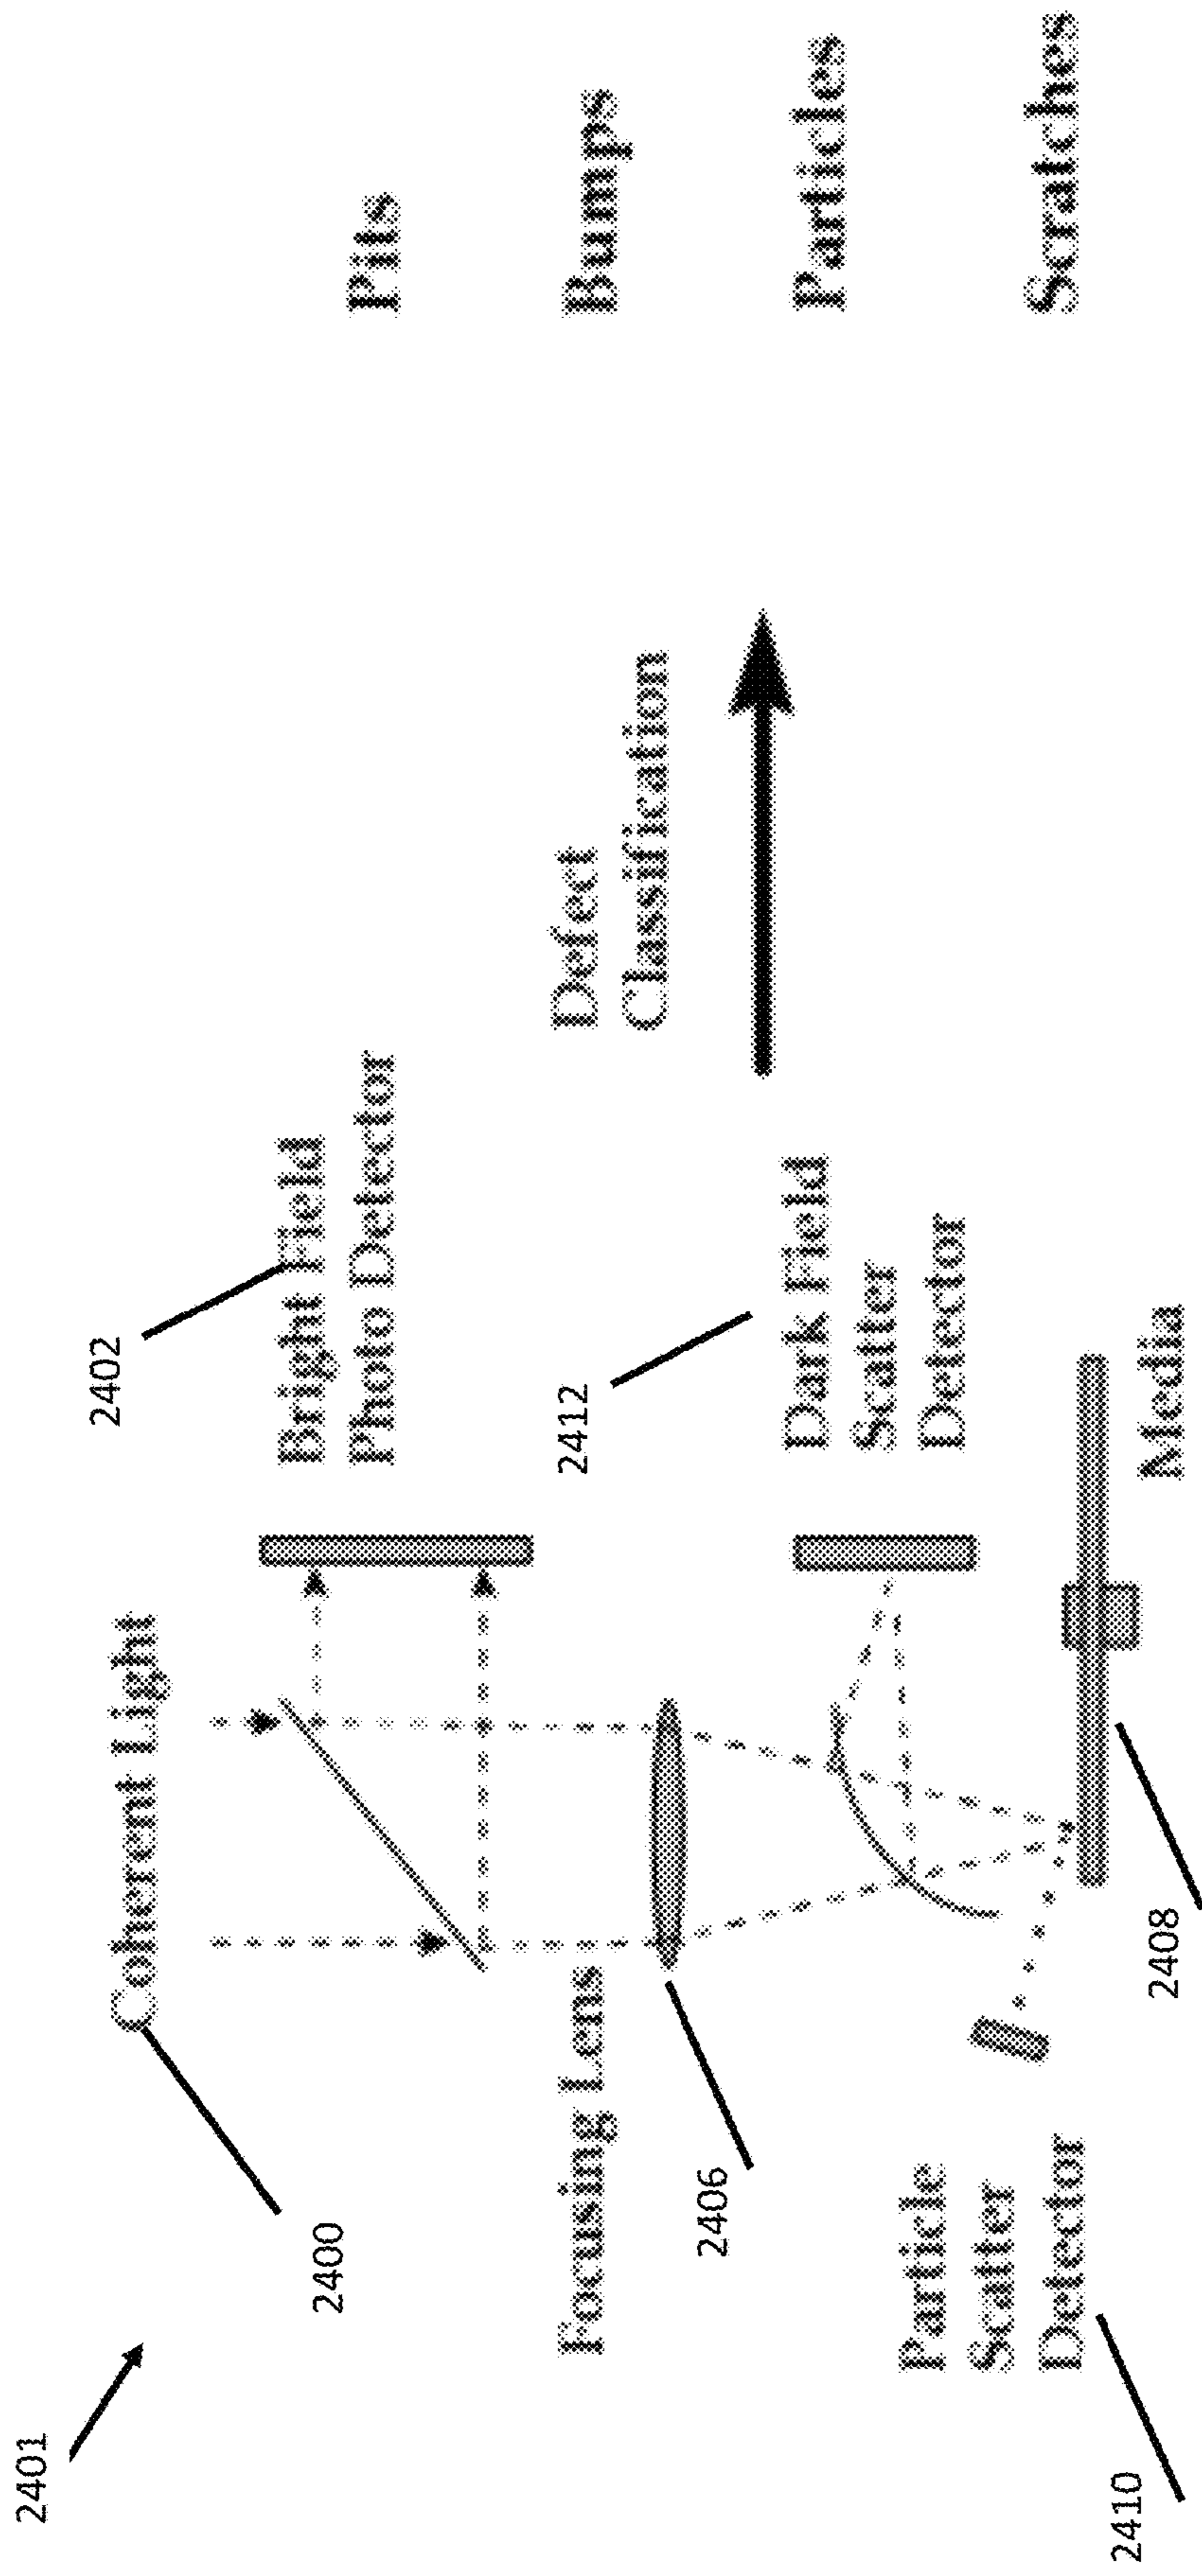 2401
2400
Coherent Light
2402
Bright Field
Photo Detector
Focusing Lens
2406
2412
Dark Field
Scatter
Detector
Particle
Scatter
Detector
2410
2408
Media
Defect
Classification
Pits
Bumps
Particles
Scratches